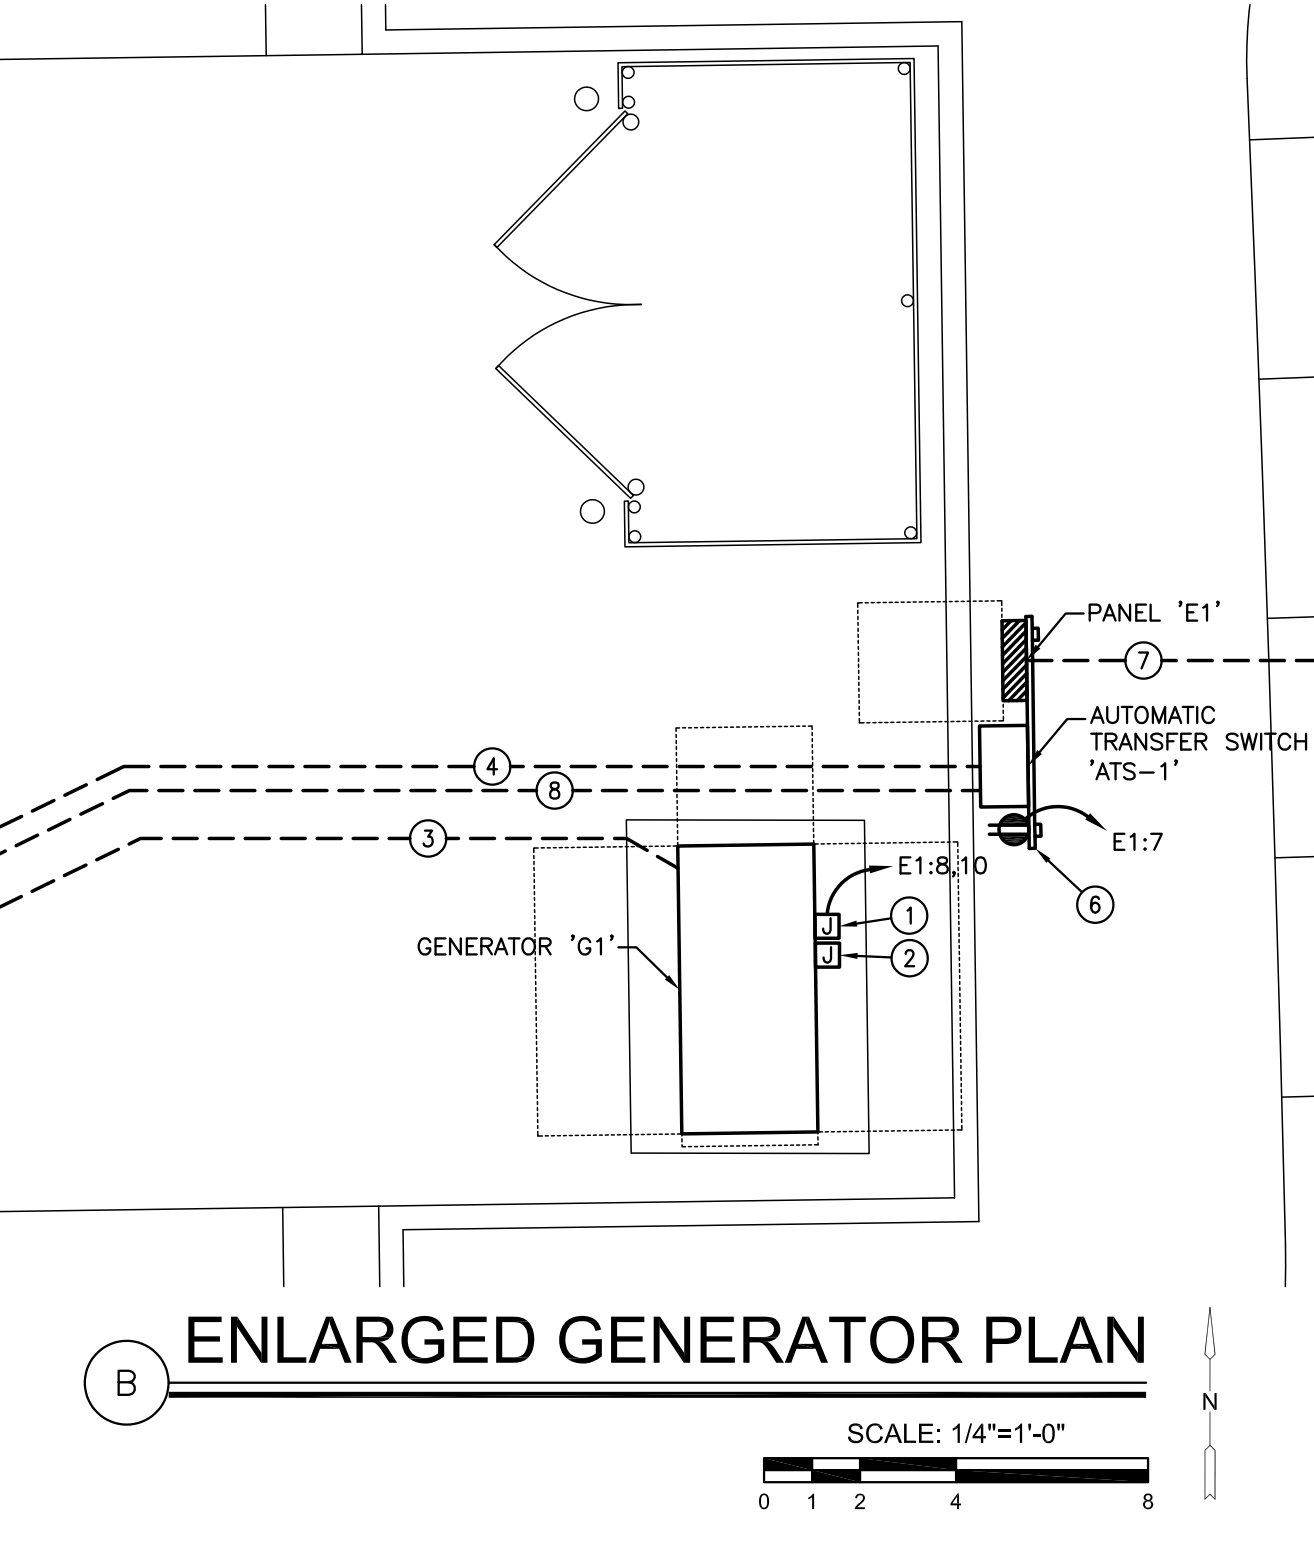 PANEL 'E1'
7
AUTOMATIC
TRANSFER SWITCH
'ATS-1'
4
8
3
E1:7
E1:8,10
6
J
1
J
2
GENERATOR 'G1'
ENLARGED GENERATOR PLAN
B
N
SCALE: 1/4"=1'-0"
0 1 2 4 8